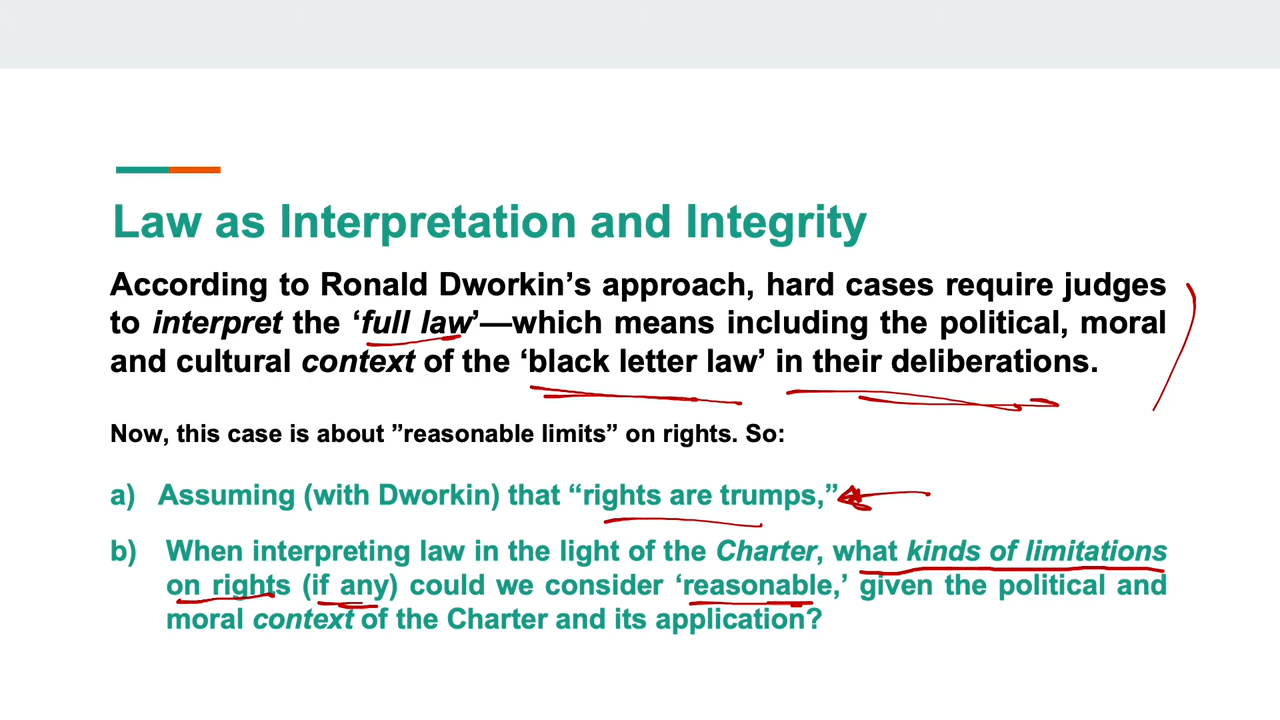 Law as Interpretation and Integrity
According to Ronald Dworkin’s approach, hard cases require judges
to interpret the ‘full law’—which means including the political, moral
and cultural context of the ‘black letter law’ in their deliberations.
Now, this case is about ”reasonable limits” on rights. So:
a) Assuming (with Dworkin) that “rights are trumps,”
b) When interpreting law in the light of the Charter, what kinds of limitations
on rights (if any) could we consider ‘reasonable,’ given the political and
moral context of the Charter and its application?